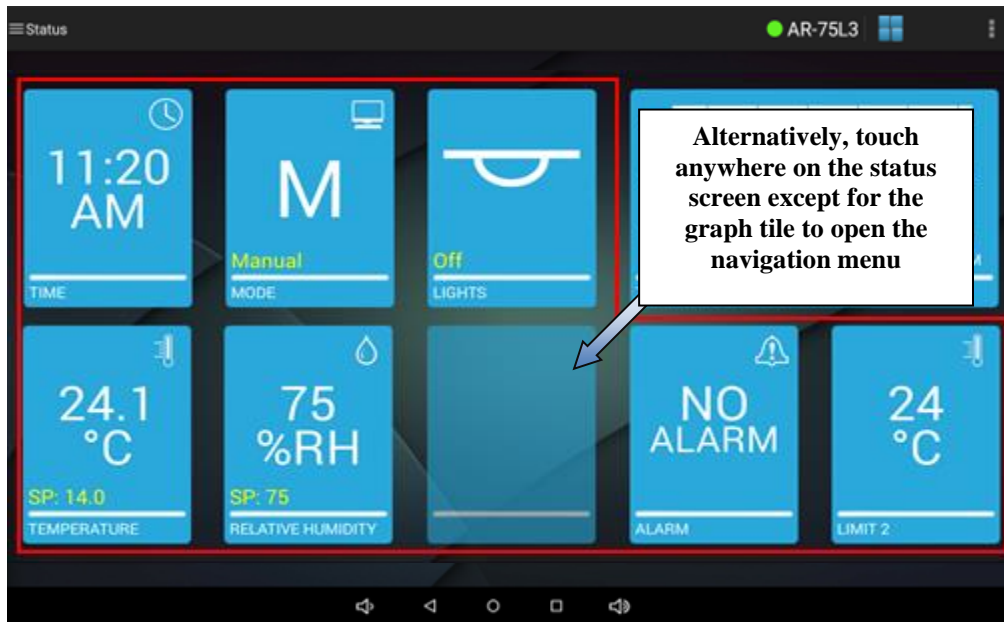 Status
AR-75L3
11:20
AM
TIME
M
Manual
MODE
Off
LIGHTS
Alternatively, touch
anywhere on the status
screen except for the
graph tile to open the
navigation menu
24.1
°C
SP: 14.0
TEMPERATURE
75
%RH
SP: 75
RELATIVE HUMIDITY
NO
ALARM
ALARM
24
°C
LIMIT 2